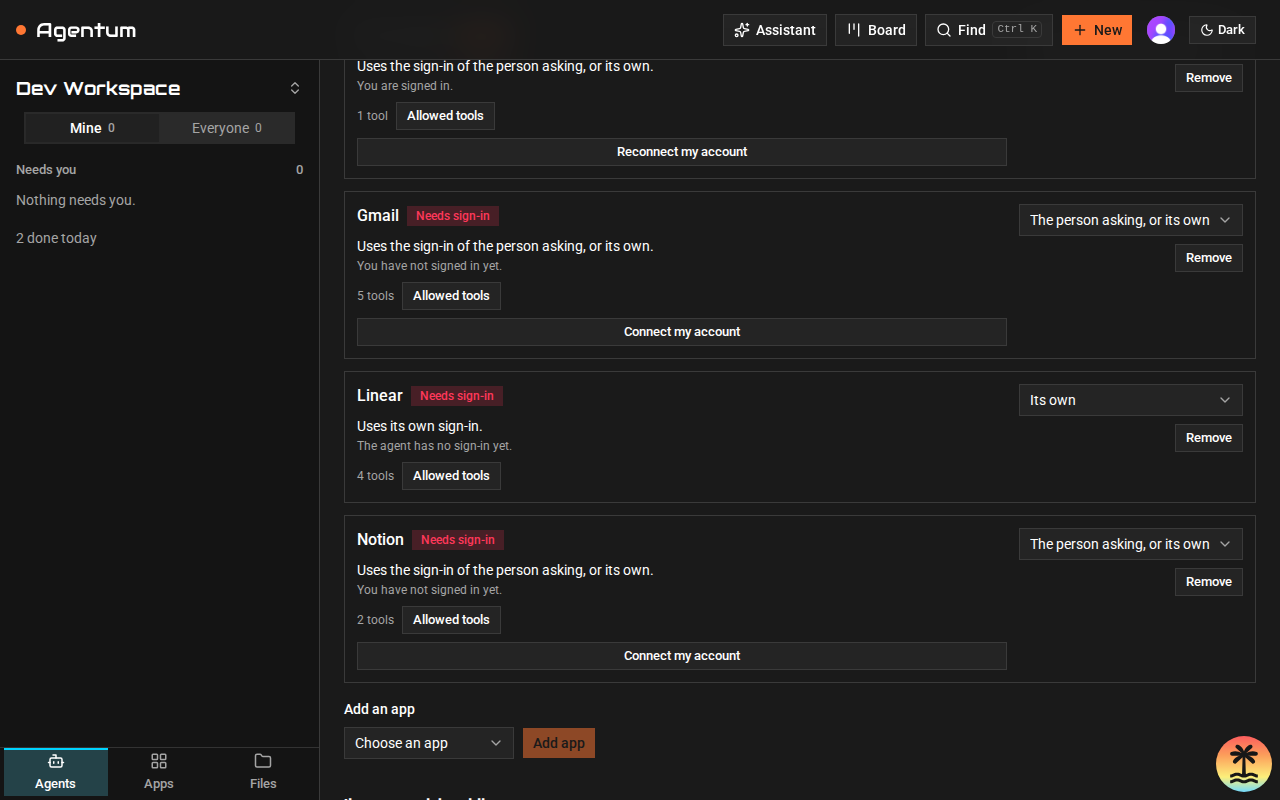 Agentum
Assistant
Board
Find Ctrl K
New
Dark
Dev Workspace
Mine 0
Everyone 0
Needs you 0
Nothing needs you.
2 done today
Agents
Apps
Files
Uses the sign-in of the person asking, or its own.
You are signed in.
1 tool Allowed tools
Reconnect my account
Remove
Gmail Needs sign-in
The person asking, or its own
Uses the sign-in of the person asking, or its own.
Remove
You have not signed in yet.
5 tools Allowed tools
Connect my account
Linear Needs sign-in
Its own
Uses its own sign-in.
Remove
The agent has no sign-in yet.
4 tools Allowed tools
Notion Needs sign-in
The person asking, or its own
Uses the sign-in of the person asking, or its own.
Remove
You have not signed in yet.
2 tools Allowed tools
Connect my account
Add an app
Choose an app
Add app